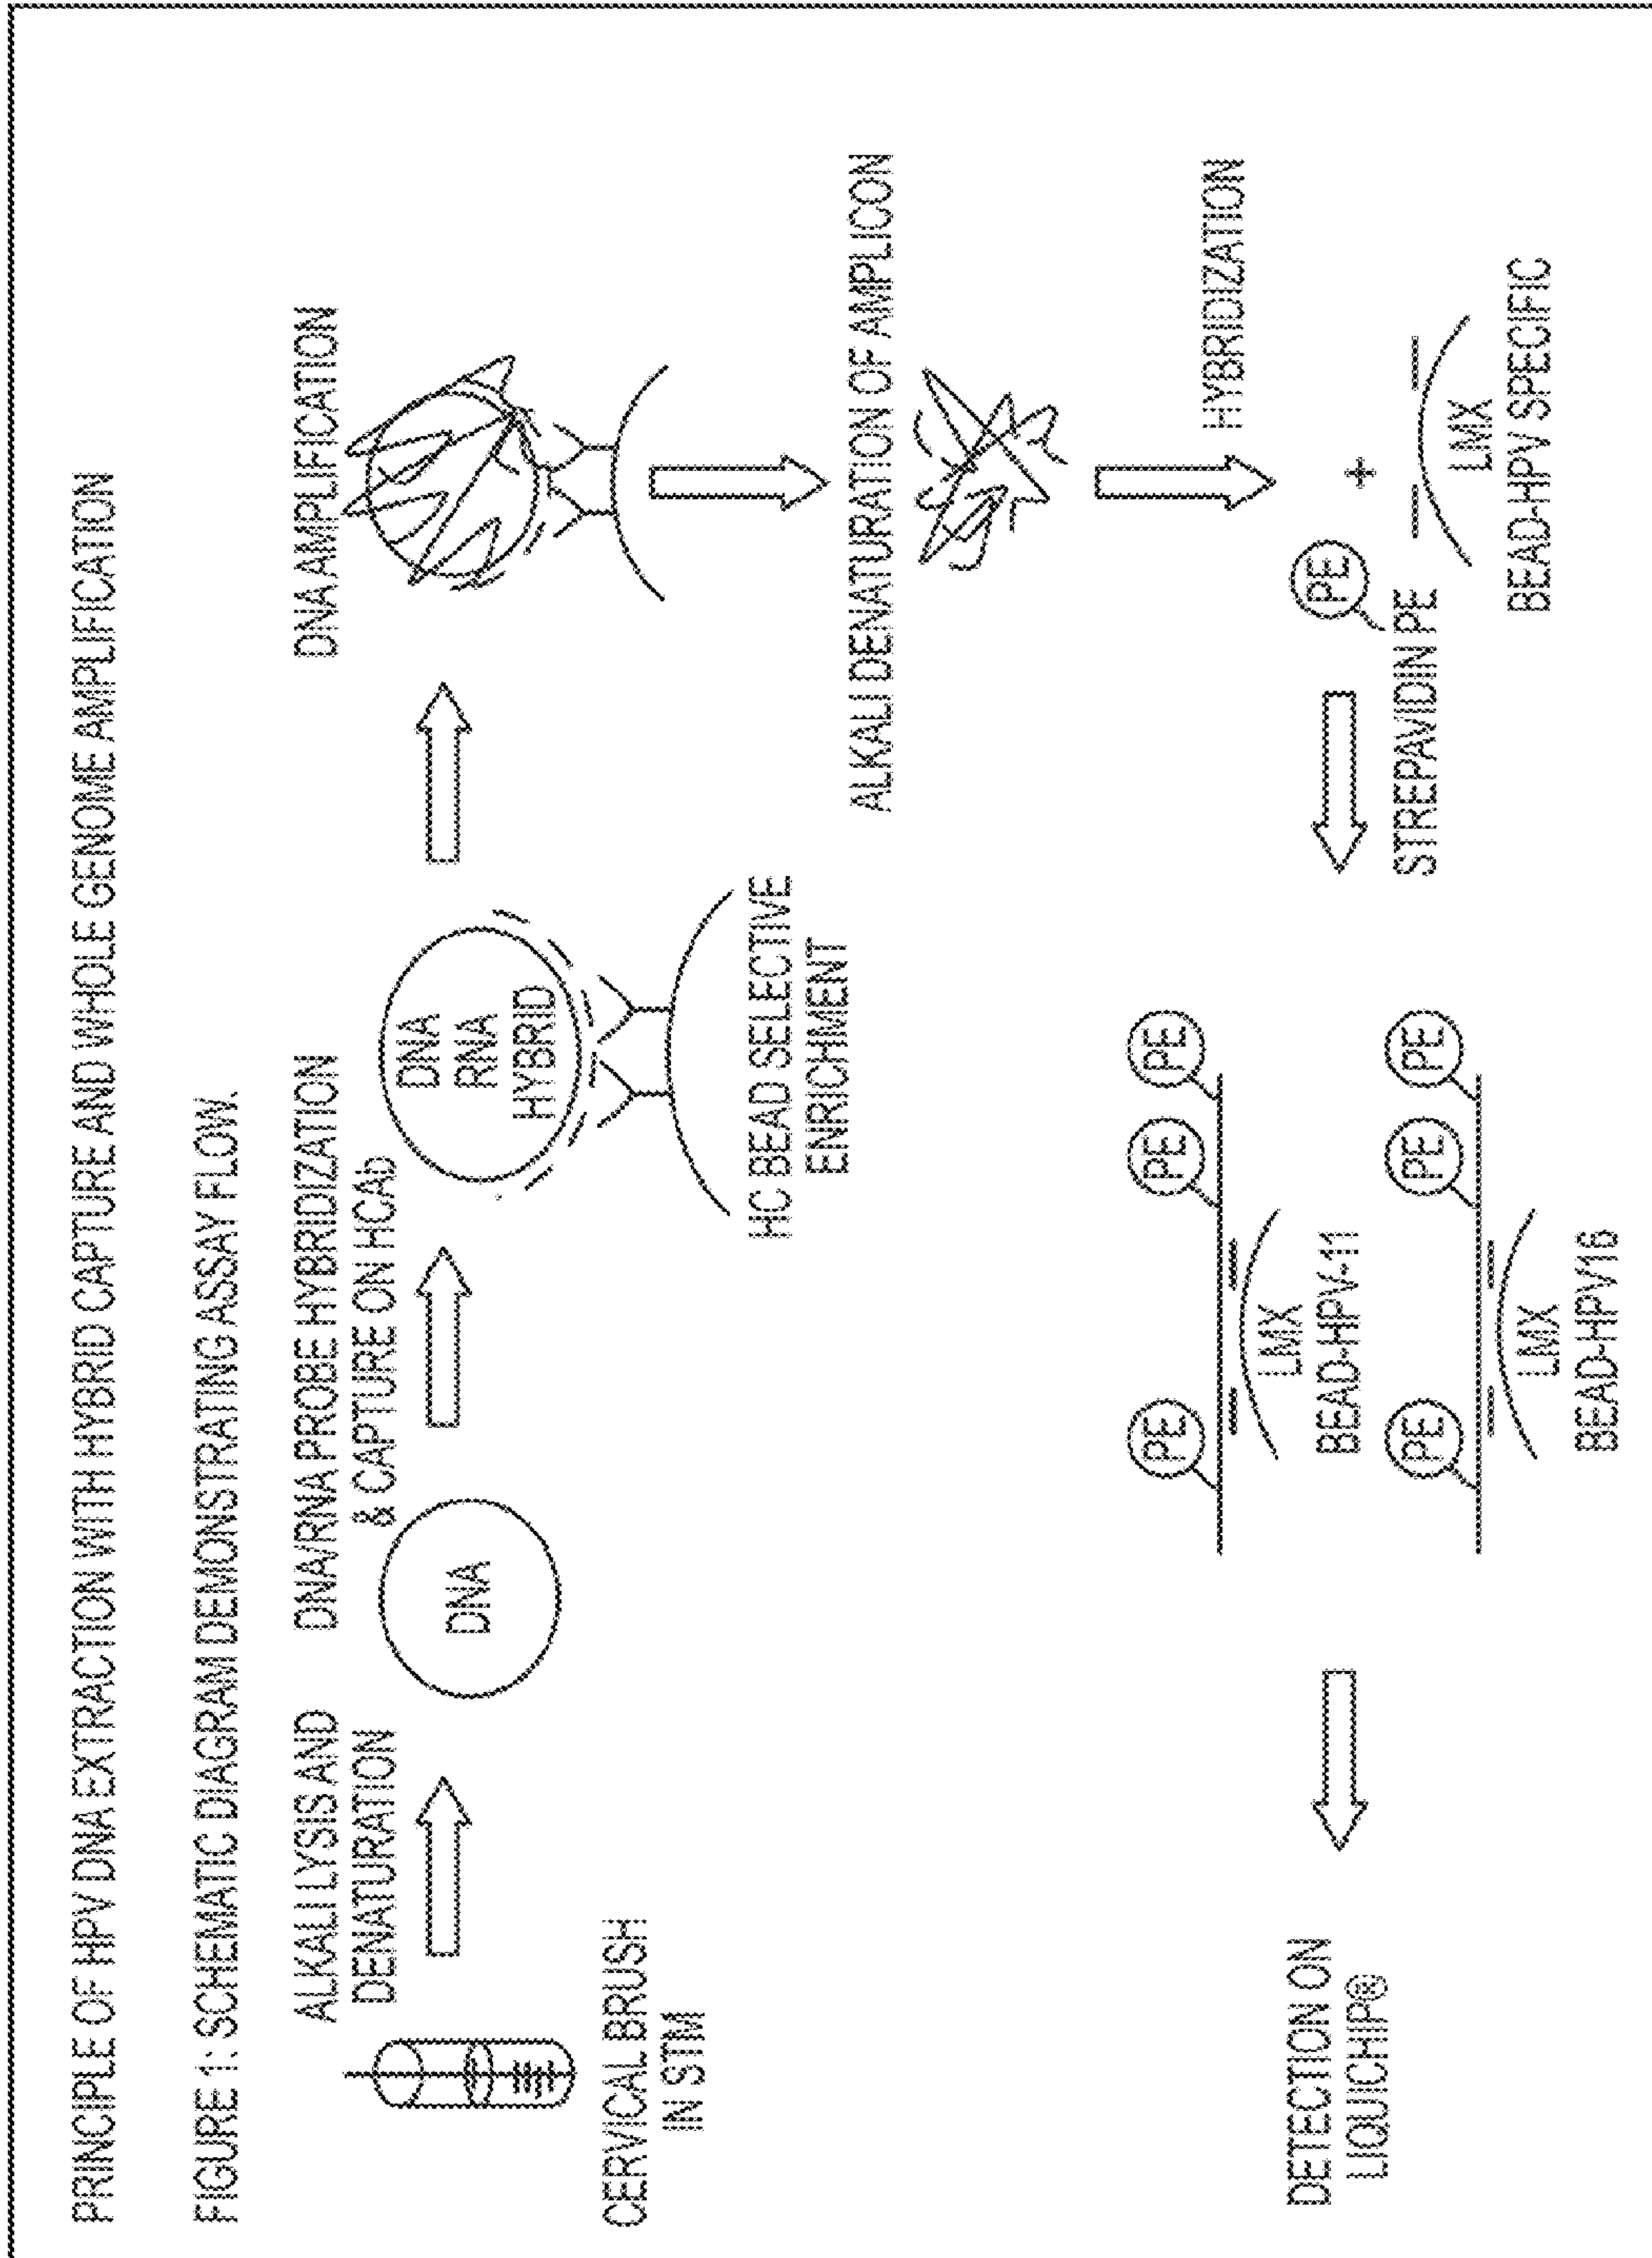 PRINCIPLE OF HPV DNA EXTRACTION WITH HYBRID CAPTURE AND WHOLE GENOME AMPLIFICATION
FIGURE 1: SCHEMATIC DIAGRAM DEMONSTRATING ASSAY FLOW.
ALKALI LYSIS AND
DENATURATION
DNA/RNA PROBE HYBRIDIZATION
& CAPTURE ON HCAb
DNA AMPLIFICATION
CERVICAL BRUSH
IN STM
DNA
DNA
RNA
HYBRID
HC BEAD SELECTIVE
ENRICHMENT
ALKALI DENATURATION OF AMPLICON
HYBRIDIZATION
PE
+
STREPAVIDIN PE
LMX
BEAD-HPV SPECIFIC
PE PE PE
LMX
BEAD-HPV-11
PE PE PE
LMX
BEAD-HPV16
DETECTION ON
LIQUICHIP®